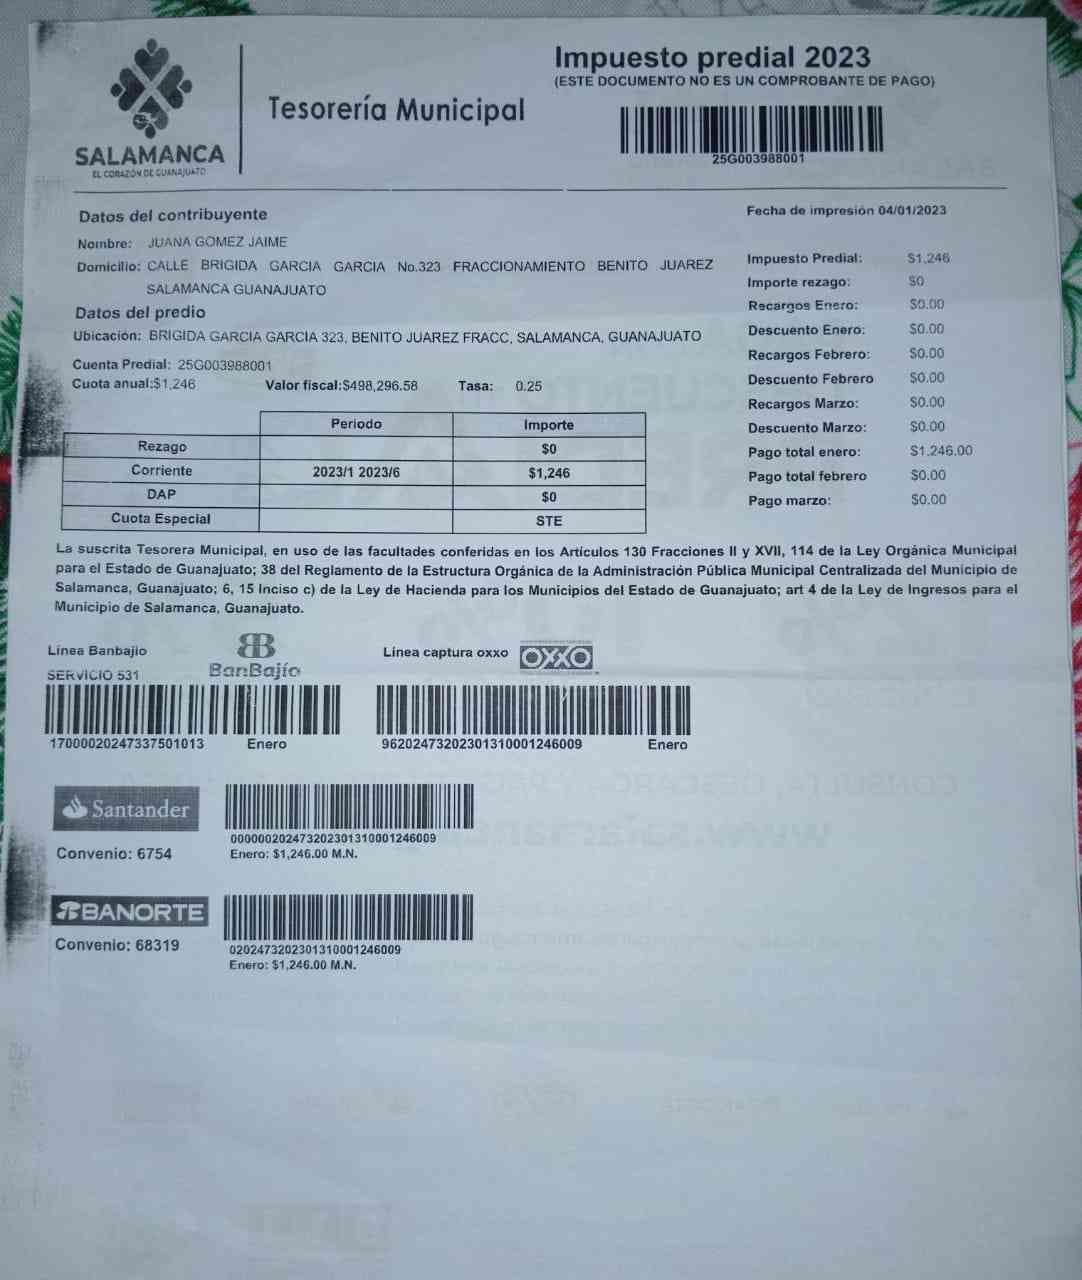 Impuesto predial 2023
(ESTE DOCUMENTO NO ES UN COMPROBANTE DE PAGO)
Tesorería Municipal
25G003988001
SALAMANCA
EL CORAZÓN DE GUANAJUATO
Datos del contribuyente
Nombre: JUANA GOMEZ JAIME
Domicilio: CALLE BRIGIDA GARCIA GARCIA No.323 FRACCIONAMIENTO BENITO JUAREZ
SALAMANCA GUANAJUATO
Datos del predio
Ubicación: BRIGIDA GARCIA GARCIA 323, BENITO JUAREZ FRACC, SALAMANCA, GUANAJUATO
Cuenta Predial: 25G003988001
Cuota anual:$1,246 Valor fiscal:$498,296.58 Tasa: 0.25
Periodo Importe
Rezago $0
Corriente 2023/1 2023/6 $1,246
DAP $0
Cuota Especial STE
Fecha de impresión 04/01/2023
Impuesto Predial: $1,246
Importe rezago: $0
Recargos Enero: $0.00
Descuento Enero: $0.00
Recargos Febrero: $0.00
Descuento Febrero $0.00
Recargos Marzo: $0.00
Descuento Marzo: $0.00
Pago total enero: $1,246.00
Pago total febrero $0.00
Pago marzo: $0.00
La suscrita Tesorera Municipal, en uso de las facultades conferidas en los Artículos 130 Fracciones II y XVII, 114 de la Ley Orgánica Municipal
para el Estado de Guanajuato; 38 del Reglamento de la Estructura Orgánica de la Administración Pública Municipal Centralizada del Municipio de
Salamanca, Guanajuato; 6, 15 Inciso c) de la Ley de Hacienda para los Municipios del Estado de Guanajuato; art 4 de la Ley de Ingresos para el
Municipio de Salamanca, Guanajuato.
Línea Banbajio
SERVICIO 531
BanBajío
17000020247337501013 Enero
Línea captura oxxo OXXO
96202473202301310001246009 Enero
Santander
Convenio: 6754
000000202473202301310001246009
Enero: $1,246.00 M.N.
BANORTE
Convenio: 68319
0202473202301310001246009
Enero: $1,246.00 M.N.